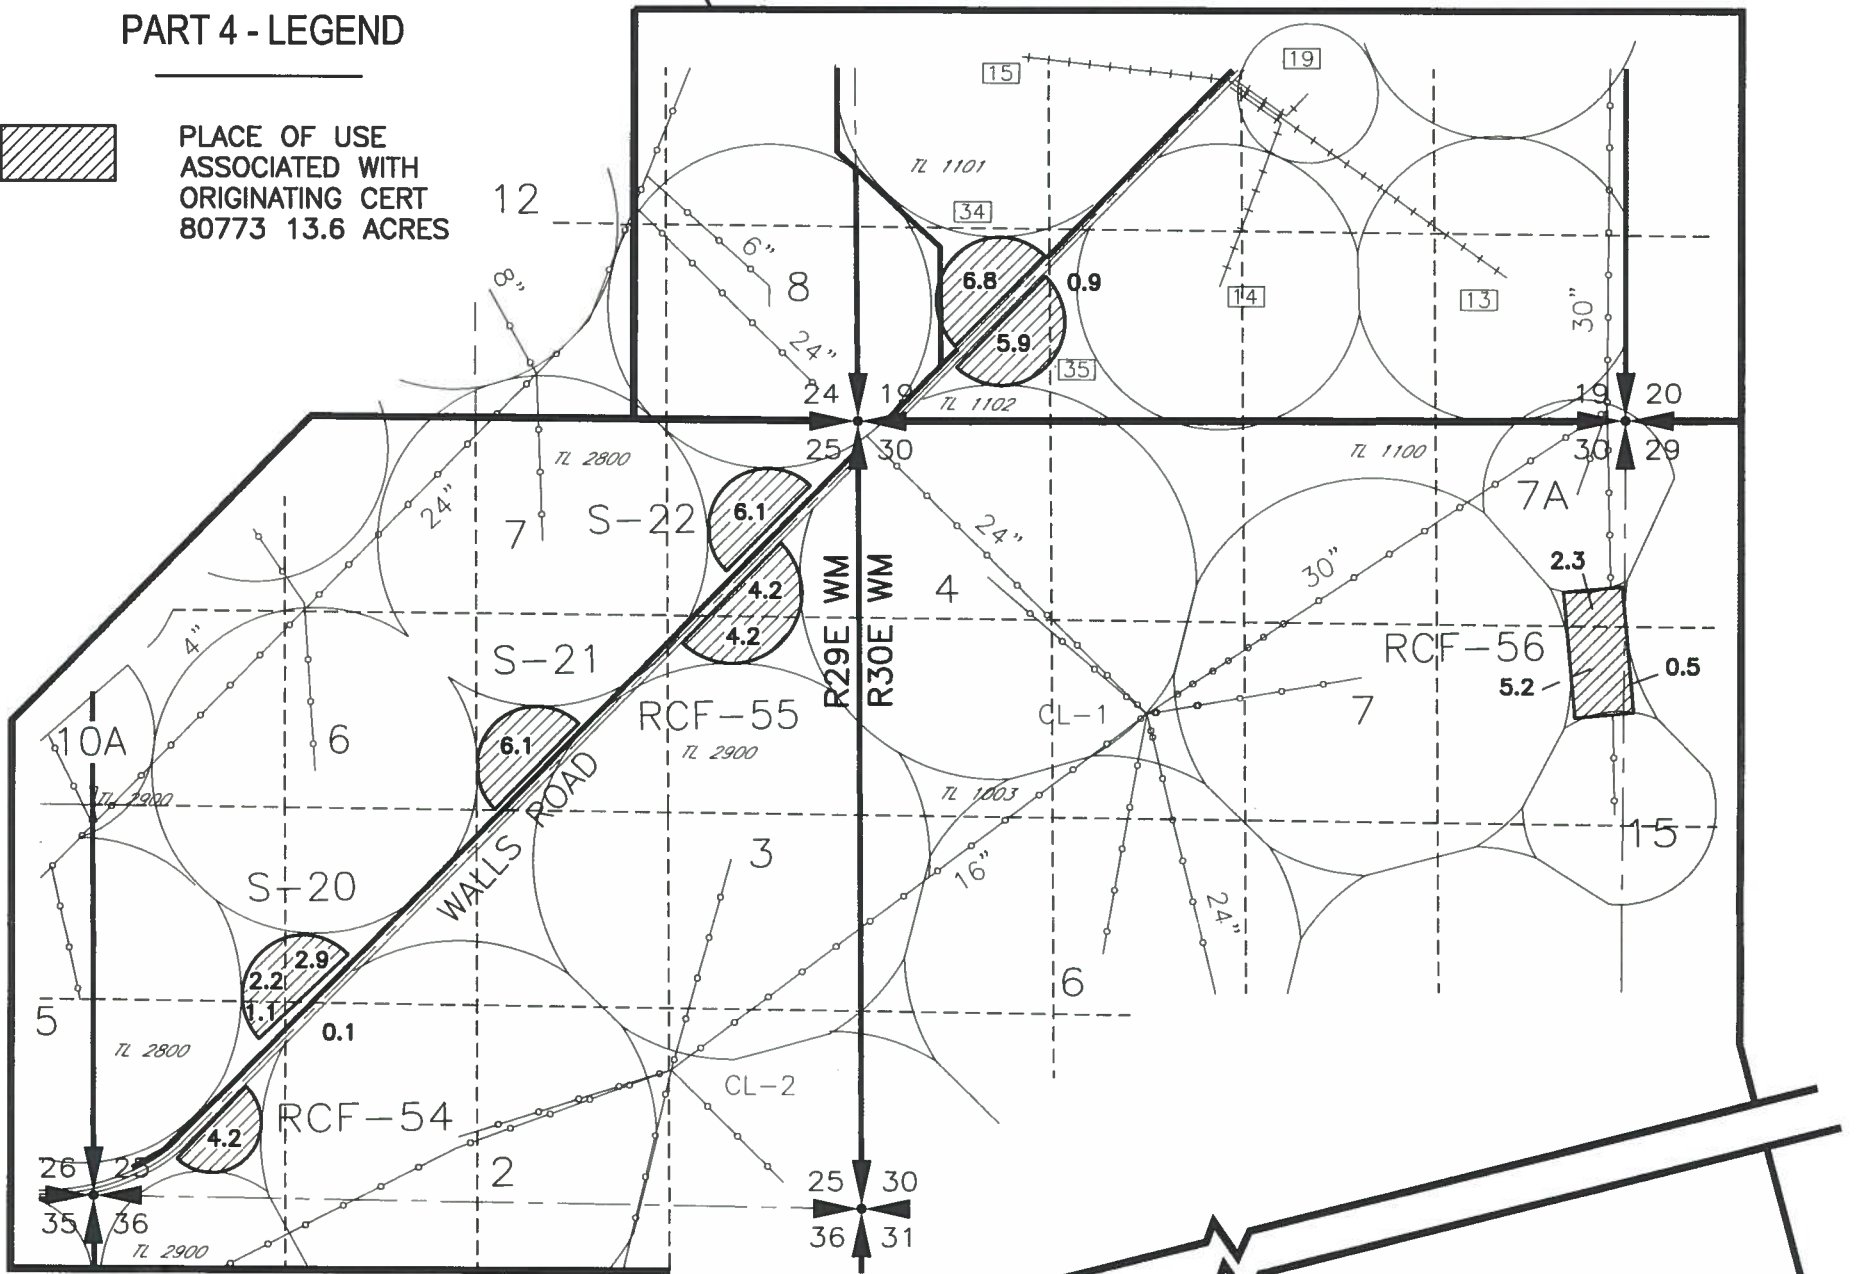 PART 4 - LEGEND
PLACE OF USE
ASSOCIATED WITH
ORIGINATING CERT
80773 13.6 ACRES
15
19
TL 1101
12
34
6"
8
8"
6.8
0.9
14
13
30"
24"
5.9
35
24
19
TL 1102
19
20
25
30
TL 1100
30
29
TL 2800
24"
7
S-22
6.1
7A
24"
4.2
4.2
R29E WM
R30E WM
4
30"
2.3
4"
S-21
RCF-56
0.5
5.2
10A
6
6.1
RCF-55
TL 2900
CL-1
7
TL 2900
WALLS ROAD
TL 1003
3
16"
15
S-20
24"
2.9
2.2
1.1
0.1
6
5
TL 2800
CL-2
RCF-54
4.2
26
25
2
25
30
35
36
36
31
TL 2900